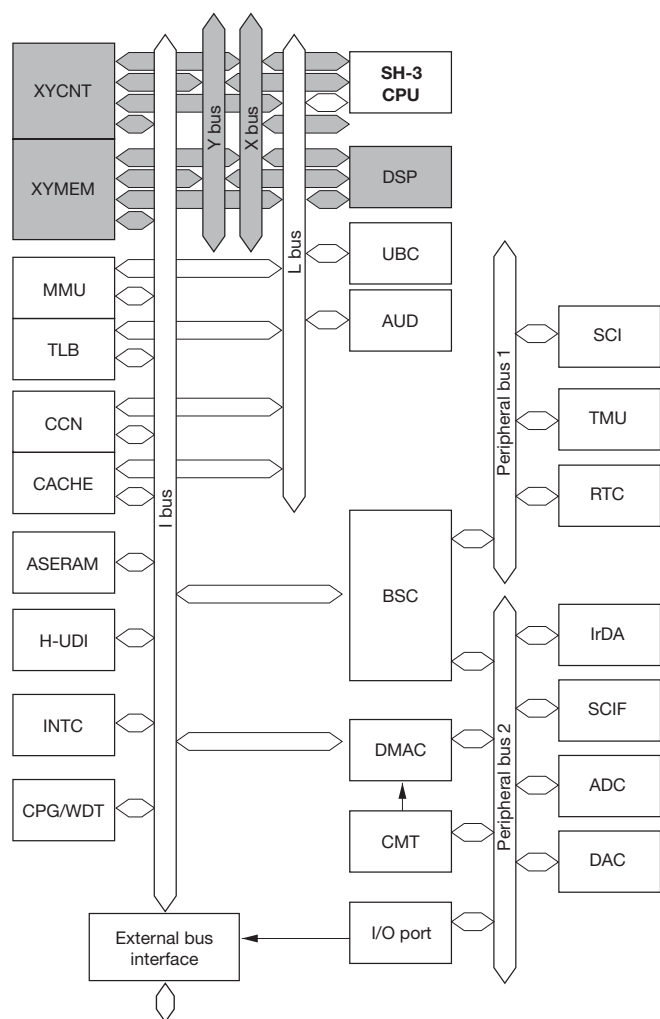 XYCNT
XYMEM
MMU
TLB
CCN
CACHE
ASERAM
H-UDI
INTC
CPG/WDT
I bus
Y bus
X bus
L bus
SH-3
CPU
DSP
UBC
AUD
BSC
DMAC
CMT
I/O port
External bus
interface
Peripheral bus 1
SCI
TMU
RTC
Peripheral bus 2
IrDA
SCIF
ADC
DAC